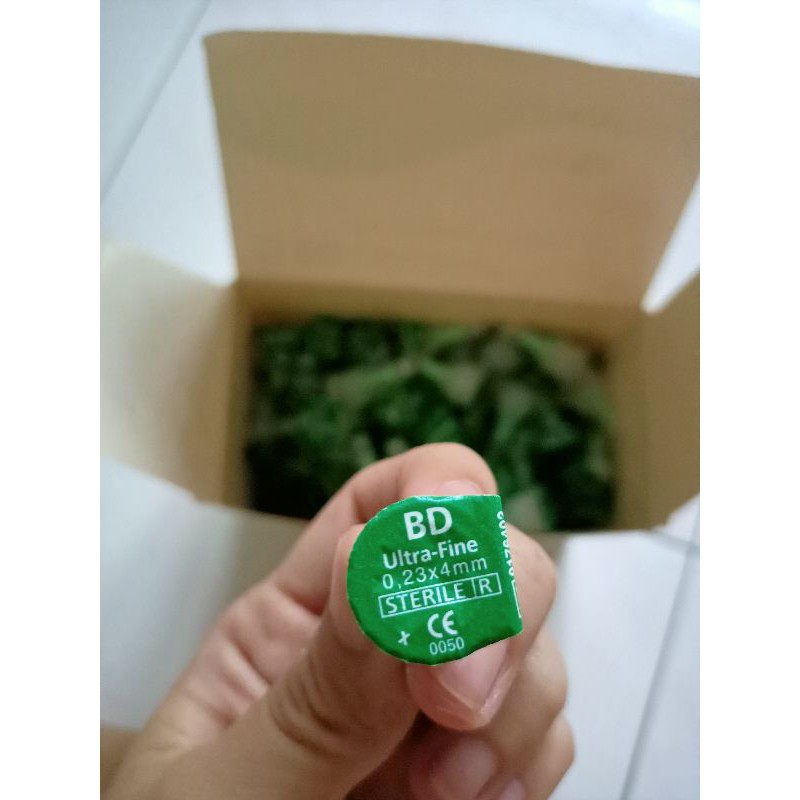 BD
Ultra-Fine
0,23x4mm
STERILE R
CE
0050